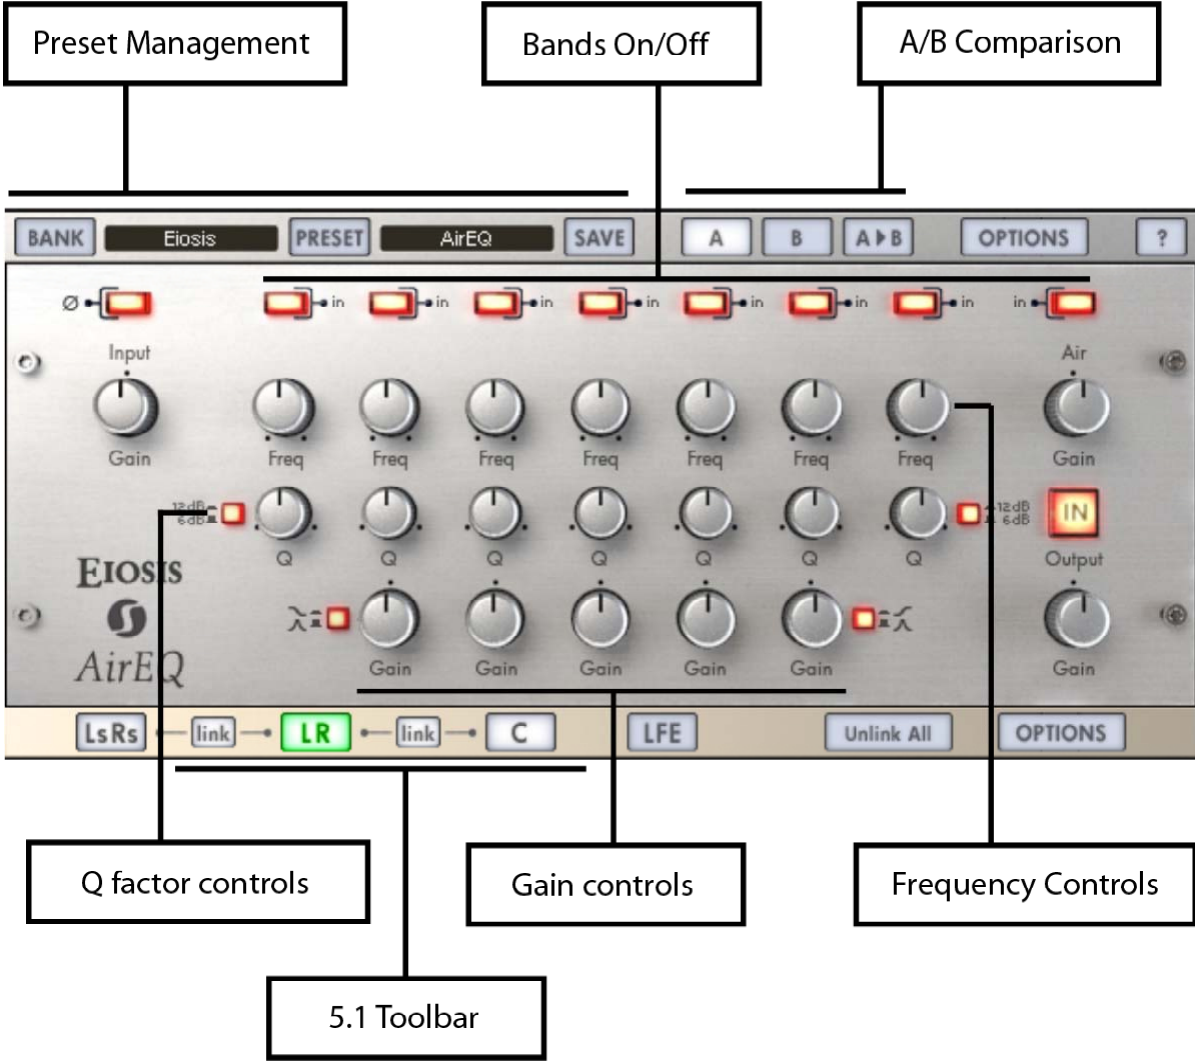 Preset Management
Bands On/Off
A/B Comparison
BANK Eiosis PRESET AirEQ SAVE A B A▶B OPTIONS ?
Ø in in in in in in in in
Input Air
Gain Freq Freq Freq Freq Freq Freq Freq Gain
12dB 6dB 12dB 6dB IN
Q Q Q Q Q Q Q Output
EIOSIS
AirEQ
Gain Gain Gain Gain Gain Gain
LsRs link LR link C LFE Unlink All OPTIONS
Q factor controls
Gain controls
Frequency Controls
5.1 Toolbar